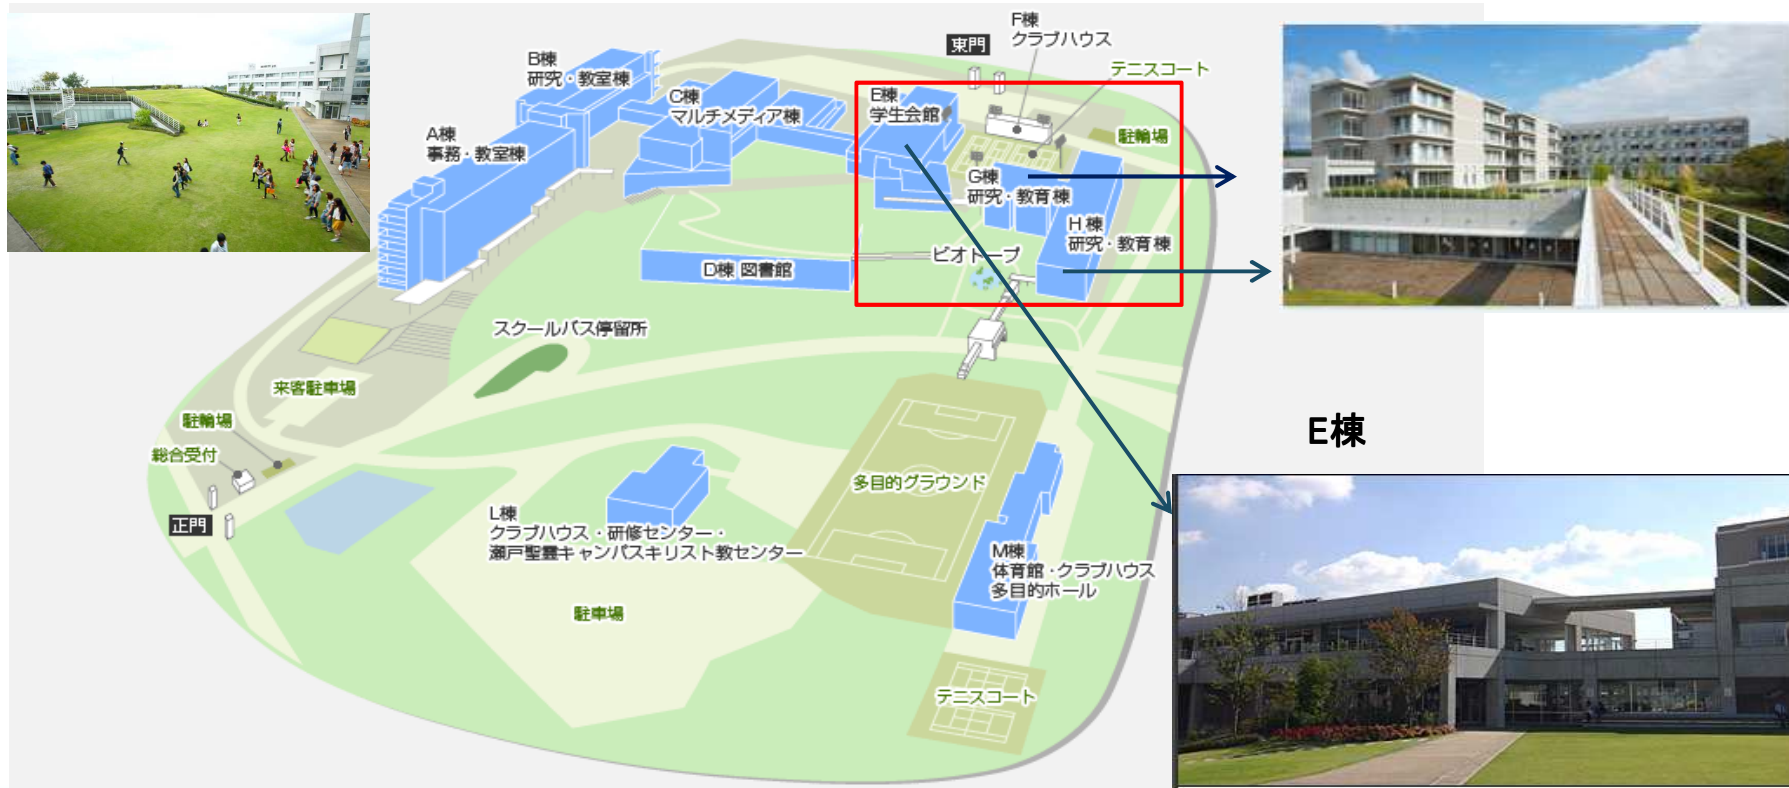 F棟
クラブハウス
東門
テニスコート
B棟
研究・教室棟
C棟
マルチメディア棟
E棟
学生会館
A棟
事務・教室棟
駐輪場
G棟
研究・教育棟
H棟
研究・教育棟
ビオトープ
D棟 図書館
スクールバス停留所
来客駐車場
駐輪場
総合受付
正門
E棟
多目的グラウンド
L棟
クラブハウス・研修センター・
瀬戸聖霊キャンパスキリスト教センター
M棟
体育館・クラブハウス
多目的ホール
駐車場
テニスコート